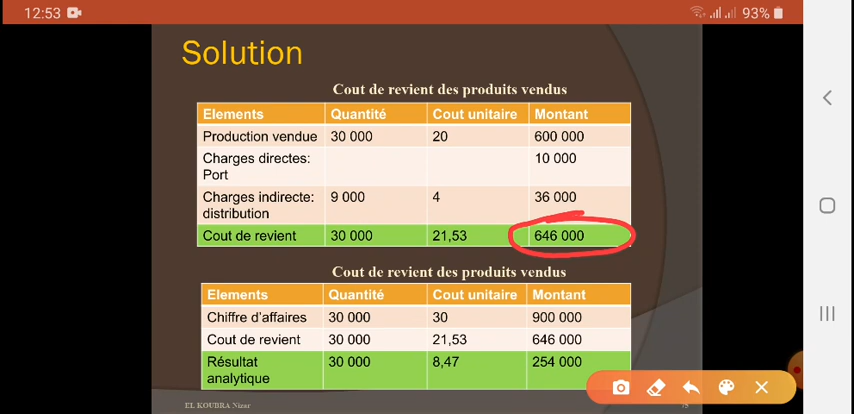 12:53 93%
Solution
Cout de revient des produits vendus
Elements Quantité Cout unitaire Montant
Production vendue 30 000 20 600 000
Charges directes: 10 000
Port
Charges indirecte: 9 000 4 36 000
distribution
Cout de revient 30 000 21,53 646 000
Cout de revient des produits vendus
Elements Quantité Cout unitaire Montant
Chiffre d'affaires 30 000 30 900 000
Cout de revient 30 000 21,53 646 000
Résultat 30 000 8,47 254 000
analytique
EL KOUBRA Nizar